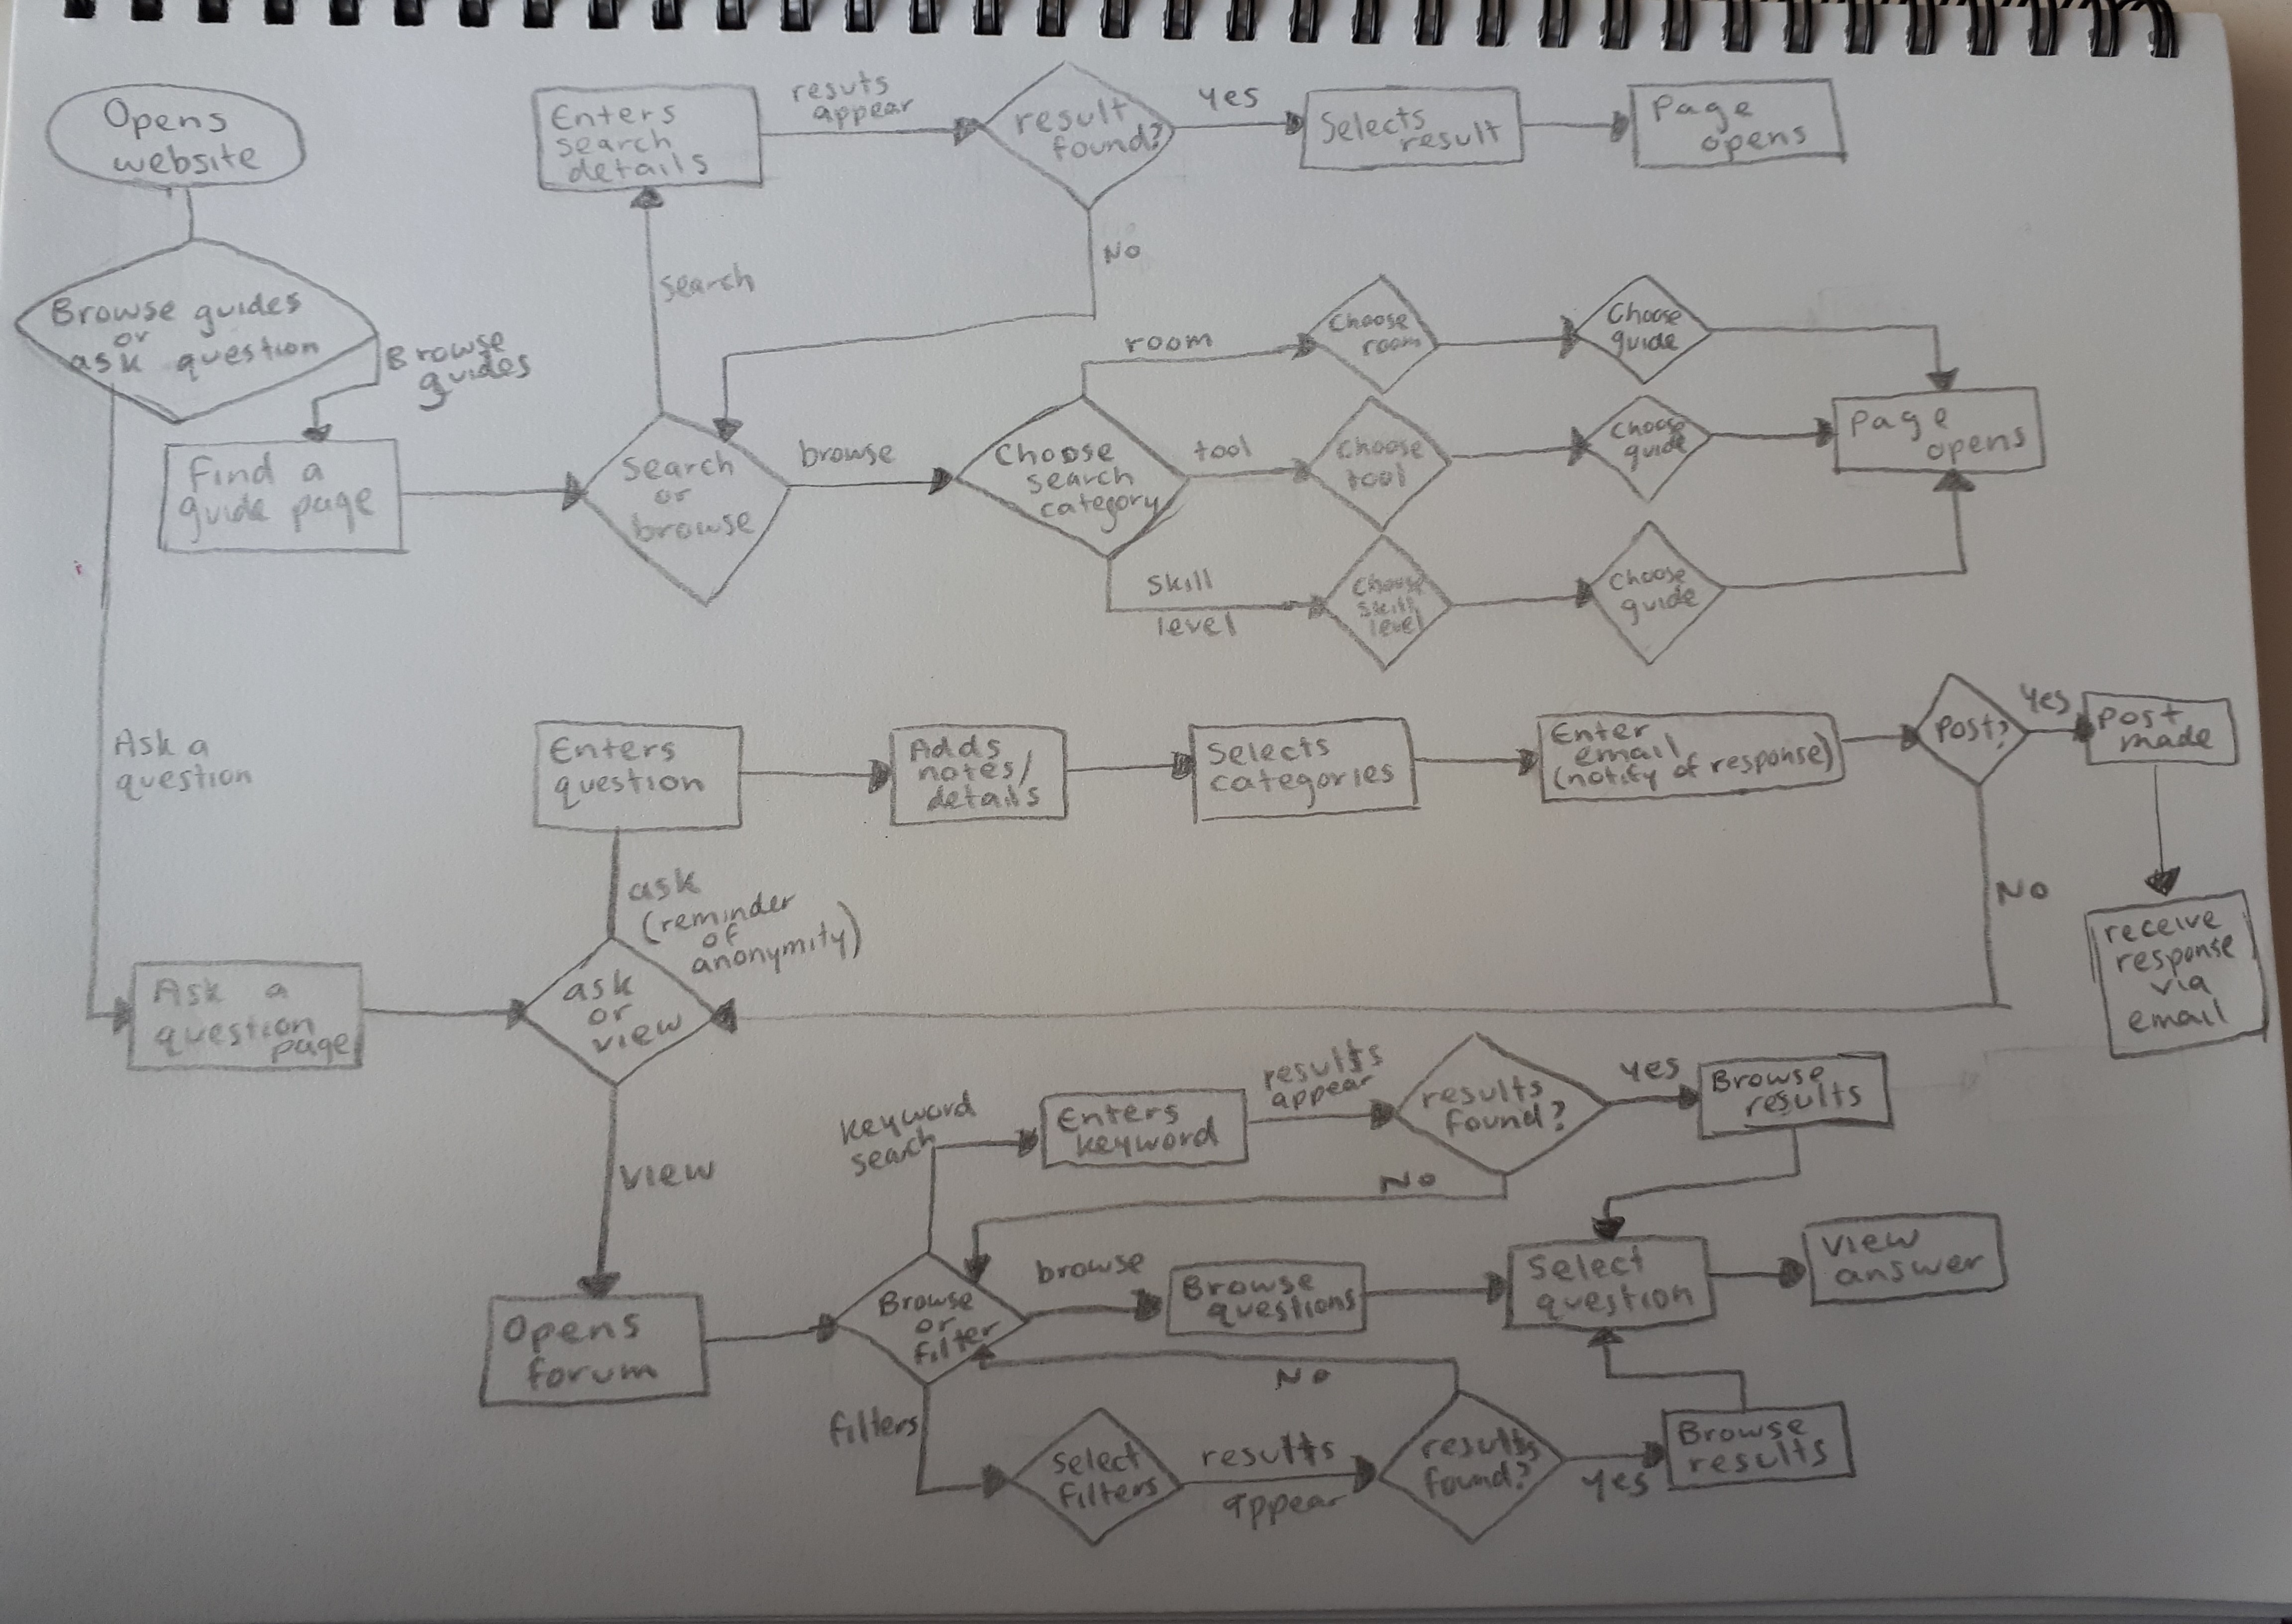 Opens
website
Browse guides
or
ask question
Browse
guides
Find a
guide page
search
or
browse
search
Enters
search
details
resuts
appear
result
found?
yes
Selects
result
Page
opens
No
browse
Choose
search
category
room
Choose
room
Choose
guide
tool
Choose
tool
Choose
guide
Page
opens
skill
level
Choose
skill
level
Choose
guide
Ask a
question
Ask a
question
page
ask
or
view
ask
(reminder
of
anonymity)
Enters
question
Adds
notes/
details
Selects
categories
Enter
email
(notify of response)
Post?
Yes
Post
made
receive
response
via
email
No
view
Opens
forum
Browse
or
filter
keyword
search
Enters
keyword
results
appear
results
found?
yes
Browse
results
No
browse
Browse
questions
Select
question
view
answer
No
filters
Select
filters
results
appear
results
found?
yes
Browse
results